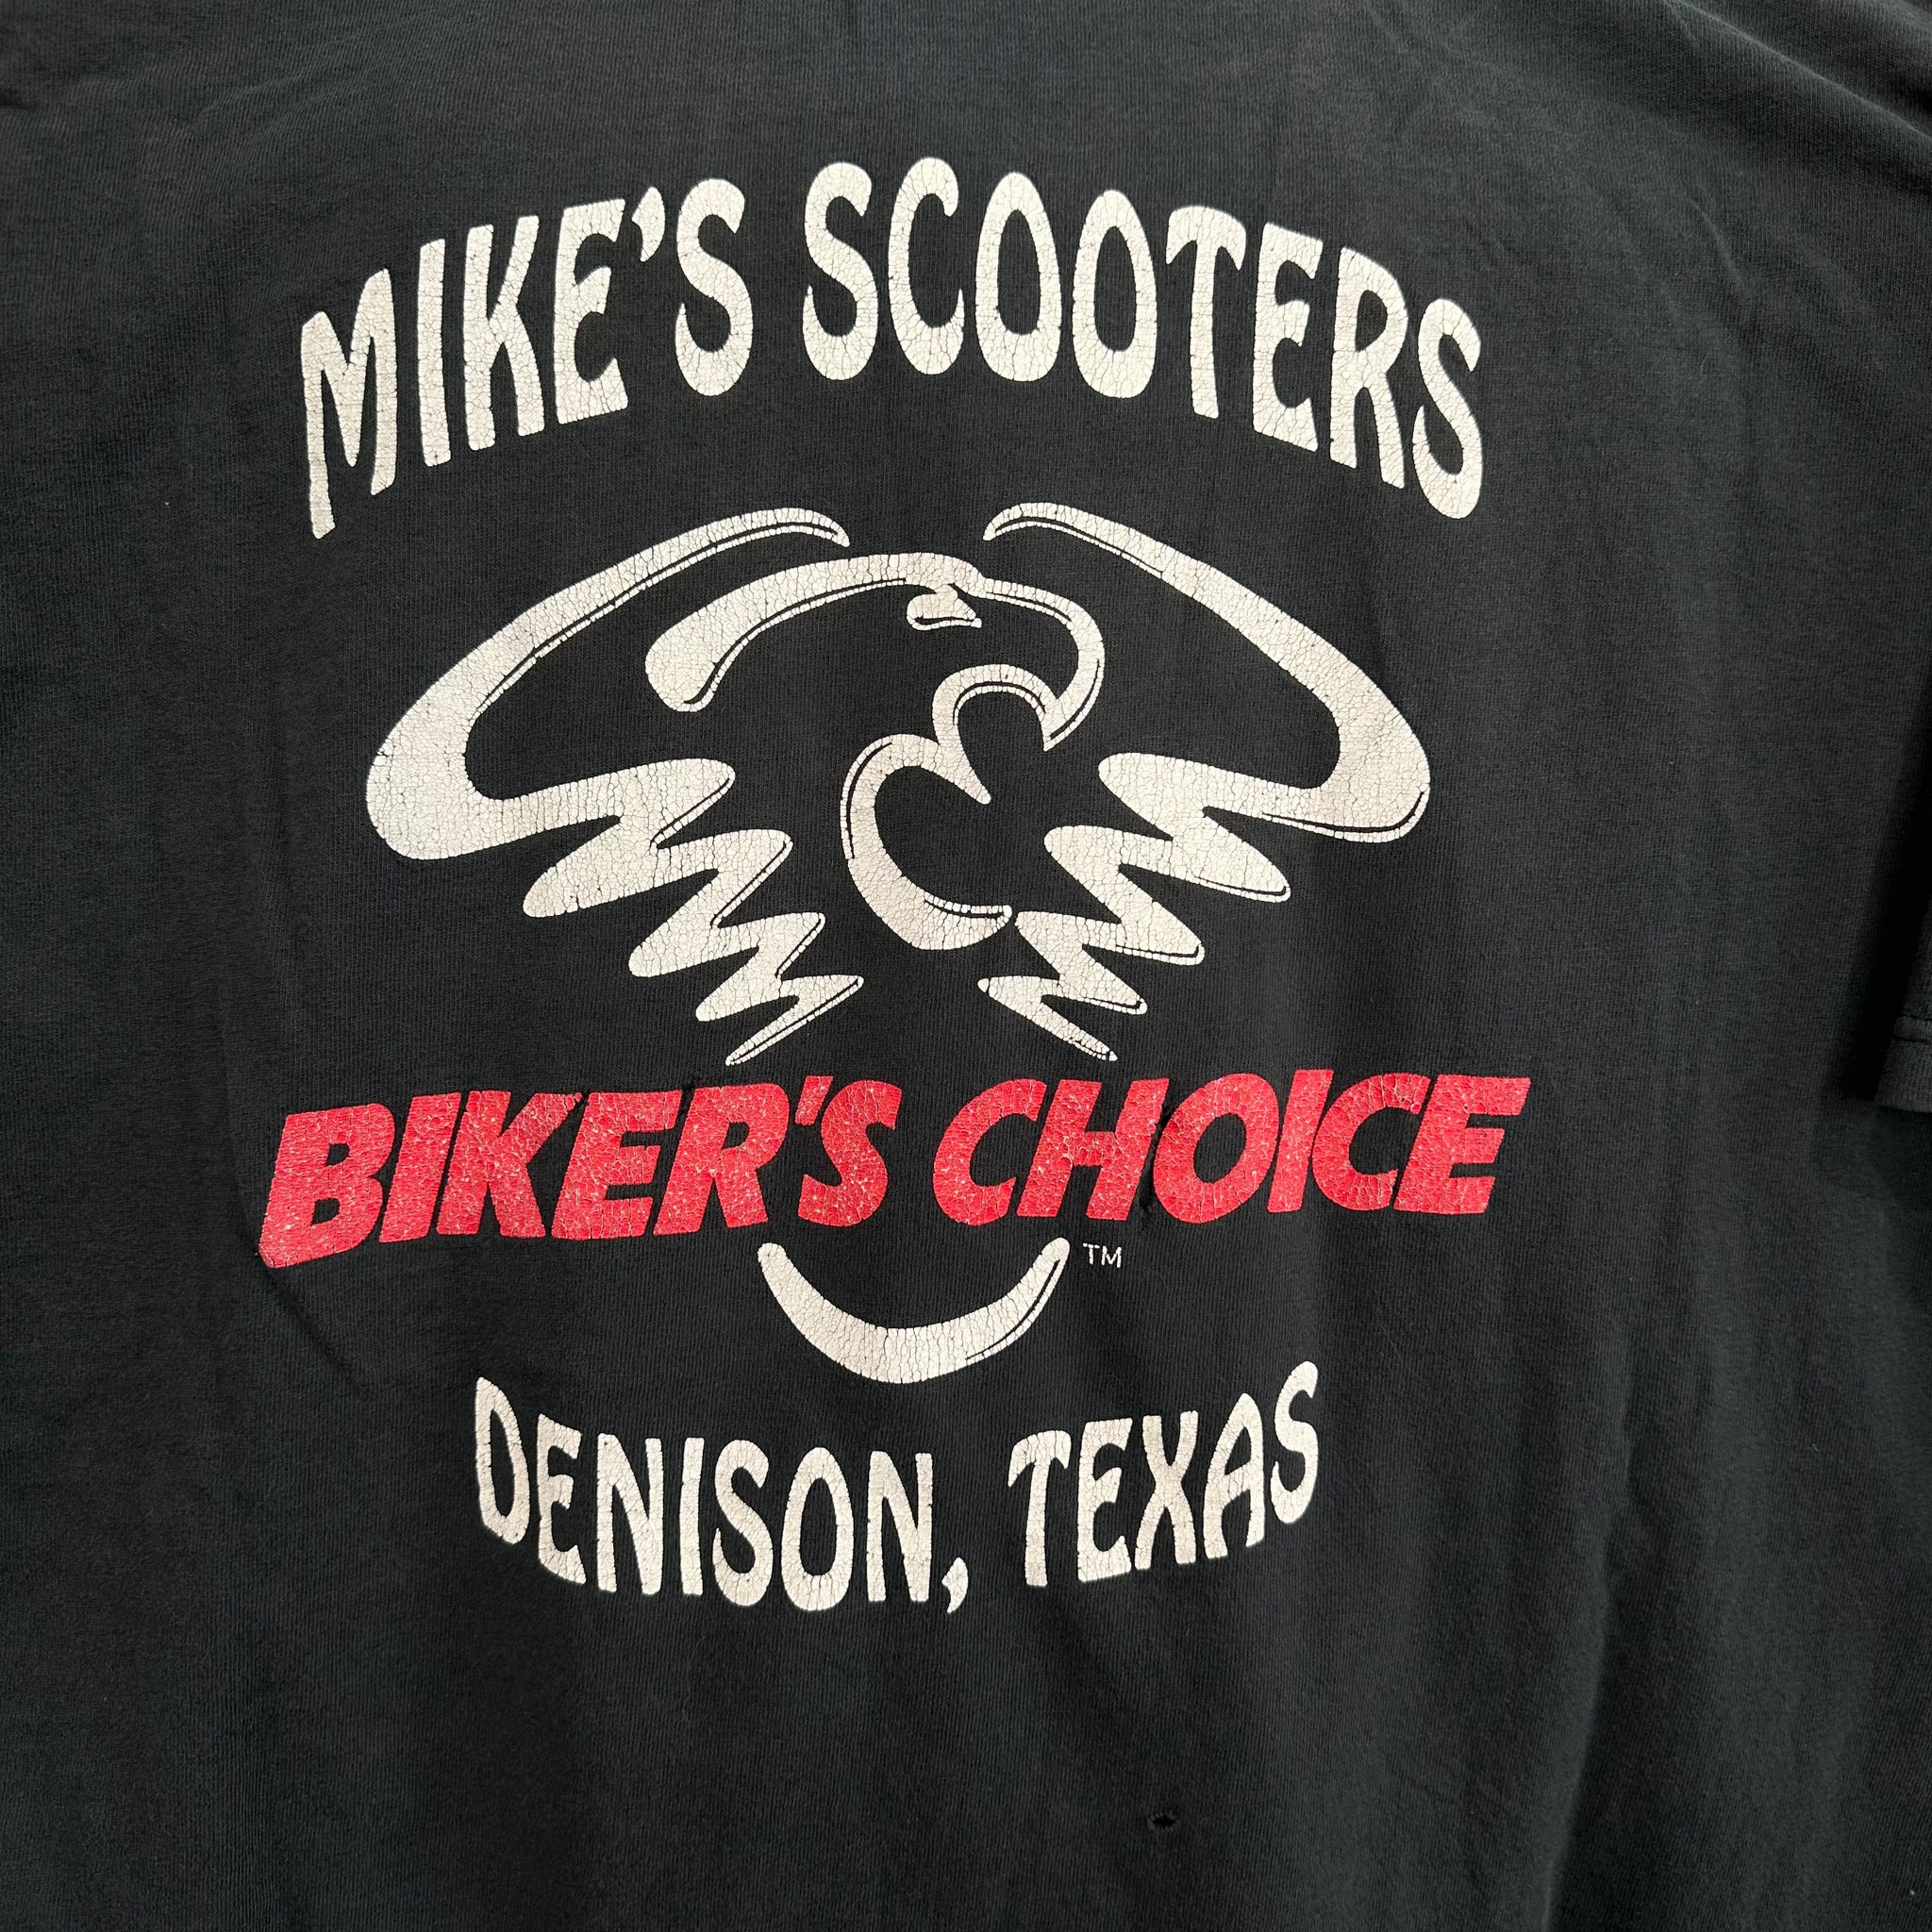 MIKE'S SCOOTERS
BIKER'S CHOICE
TM
DENISON, TEXAS